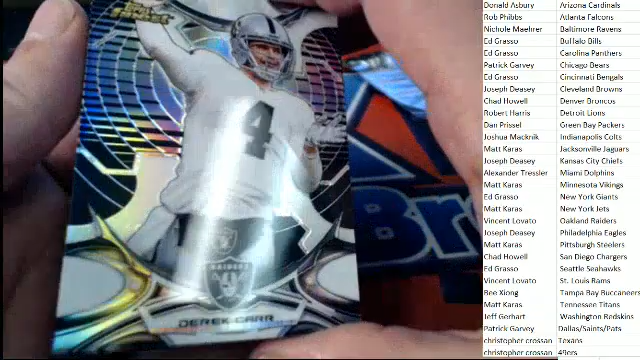 Topps Finest
4
RAIDERS
DEREK CARR
Br
Donald Asbury Arizona Cardinals
Rob Phibbs Atlanta Falcons
Nichole Maehrer Baltimore Ravens
Ed Grasso Buffalo Bills
Ed Grasso Carolina Panthers
Patrick Garvey Chicago Bears
Ed Grasso Cincinnati Bengals
Joseph Deasey Cleveland Browns
Chad Howell Denver Broncos
Robert Harris Detroit Lions
Dan Prissel Green Bay Packers
Joshua Macknik Indianapolis Colts
Matt Karas Jacksonville Jaguars
Joseph Deasey Kansas City Chiefs
Alexander Tressler Miami Dolphins
Matt Karas Minnesota Vikings
Ed Grasso New York Giants
Matt Karas New York Jets
Vincent Lovato Oakland Raiders
Joseph Deasey Philadelphia Eagles
Matt Karas Pittsburgh Steelers
Chad Howell San Diego Chargers
Ed Grasso Seattle Seahawks
Vincent Lovato St. Louis Rams
Bee Xiong Tampa Bay Buccaneers
Matt Karas Tennessee Titans
Jeff Gerhart Washington Redskins
Patrick Garvey Dallas/Saints/Pats
christopher crossan Texans
christopher crossan 49ers